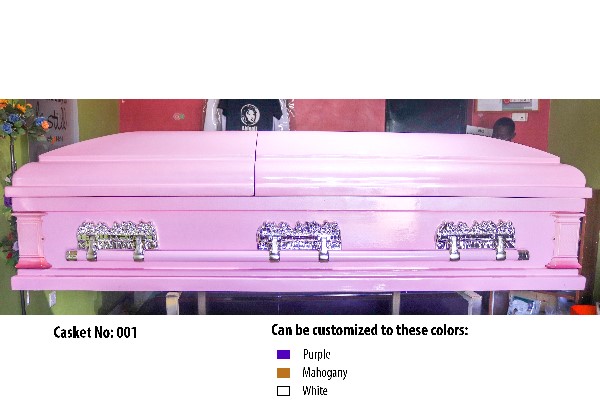 Casket No: 001
Can be customized to these colors:
Purple
Mahogany
White